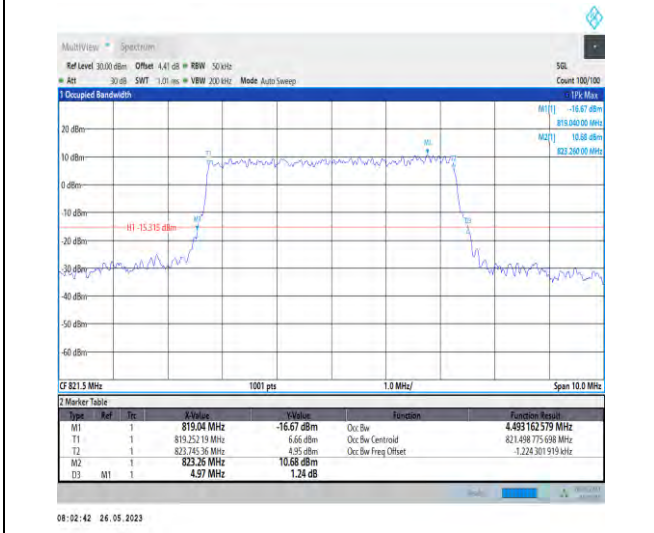 MultiView Spectrum
Ref Level 30.00 dBm Offset 4.41 dB RBW 50 kHz SGL
Att 30 dB SWT 1.01 ms VBW 200 kHz Mode Auto Sweep Count 100/100
1 Occupied Bandwidth 1Pk Max
M1[1] -16.67 dBm
819.040 00 MHz
20 dBm M2[1] 10.68 dBm
823.260 00 MHz
M2
T1
10 dBm
0 dBm
-10 dBm
M1 D3
H1 -15.315 dBm
-20 dBm
-30 dBm
-40 dBm
-50 dBm
-60 dBm
CF 821.5 MHz 1001 pts 1.0 MHz/ Span 10.0 MHz
2 Marker Table
Type Ref Trc X-Value Y-Value Function Function Result
M1 1 819.04 MHz -16.67 dBm Occ Bw 4.493 162 579 MHz
T1 1 819.252 19 MHz 6.66 dBm Occ Bw Centroid 821.498 775 698 MHz
T2 1 823.745 36 MHz 4.95 dBm Occ Bw Freq Offset -1.224 301 919 kHz
M2 1 823.26 MHz 10.68 dBm
D3 M1 1 4.97 MHz 1.24 dB
08:02:42 26.05.2023